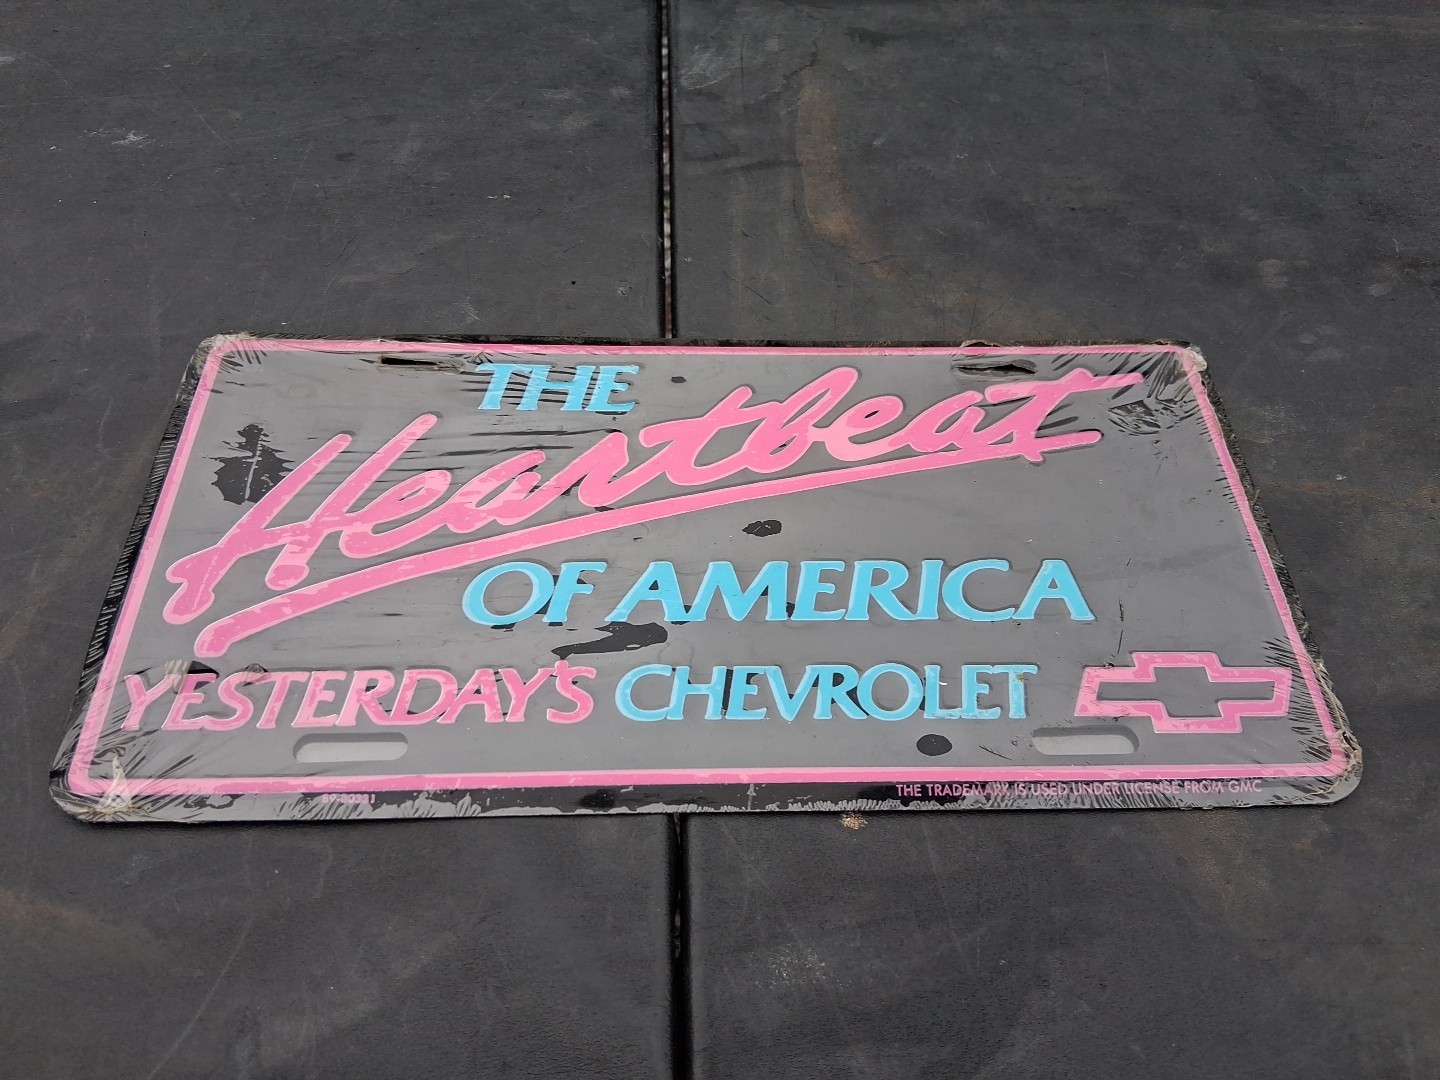 THE
Heartbeat
OF AMERICA
YESTERDAY'S CHEVROLET
THE TRADEMARK IS USED UNDER LICENSE FROM GMC